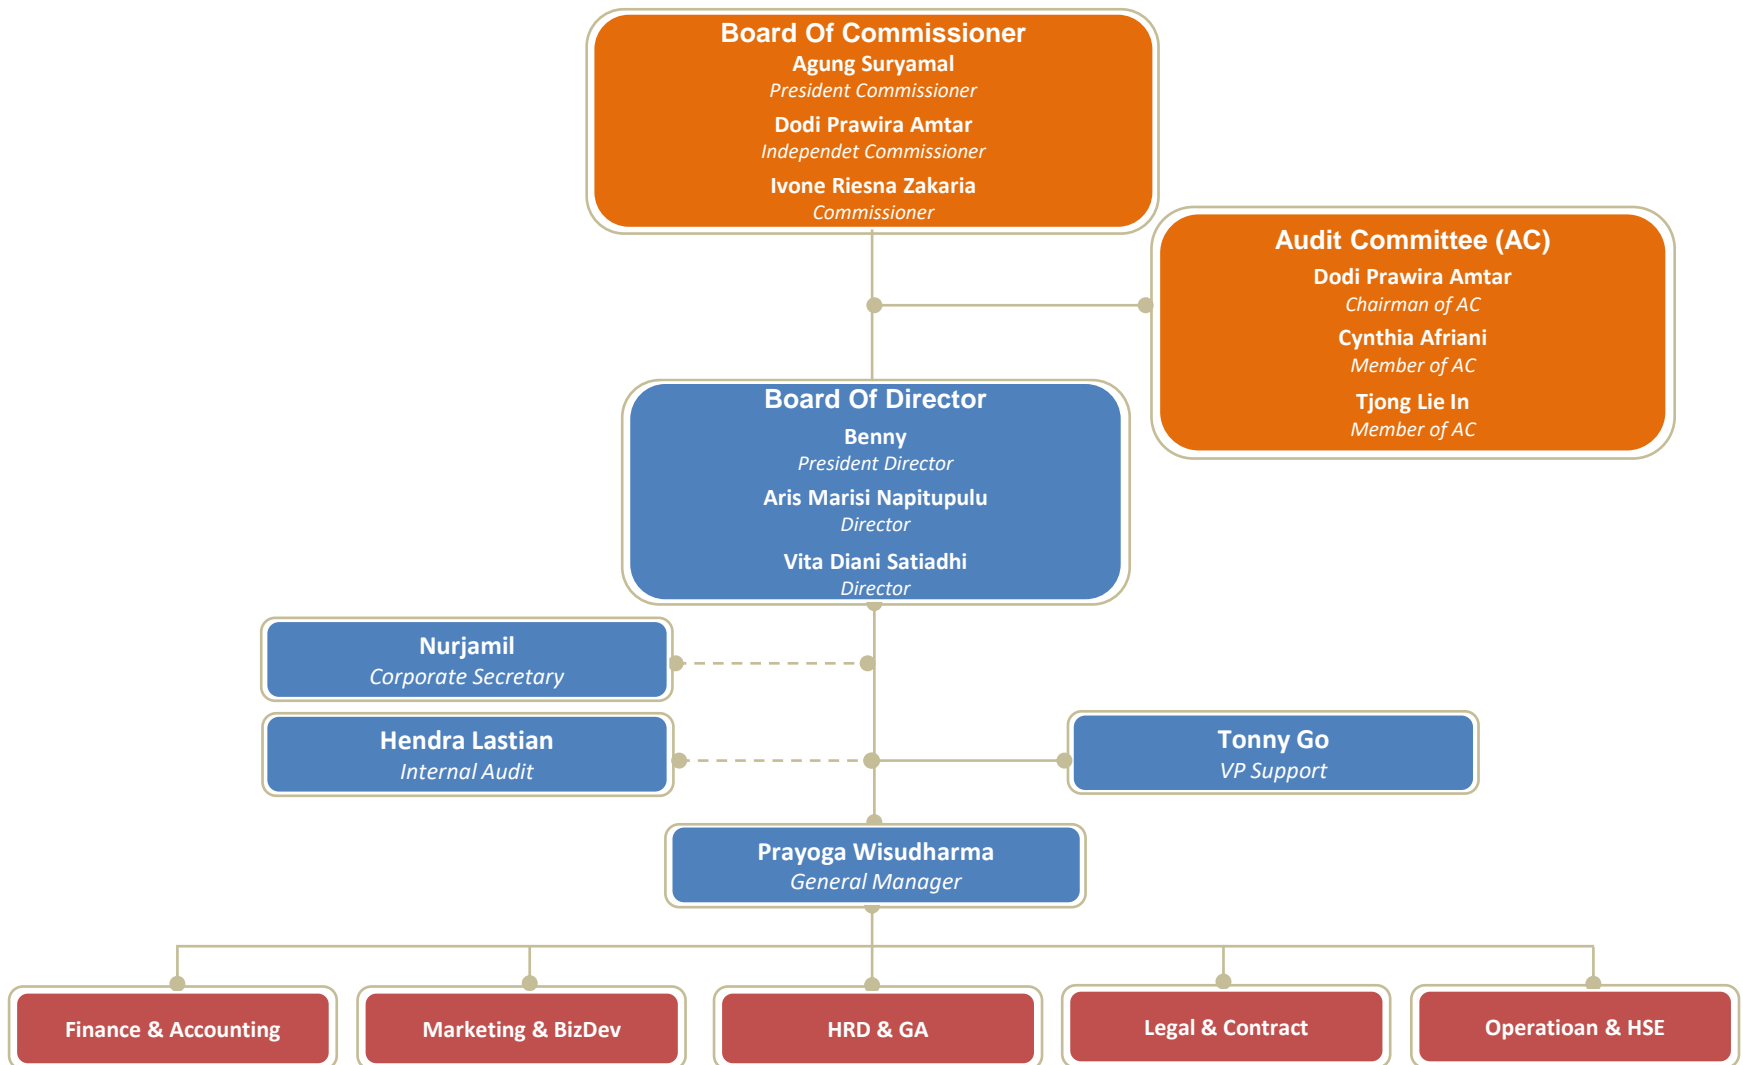 Board Of Commissioner
Agung Suryamal
President Commissioner
Dodi Prawira Amtar
Independet Commissioner
Ivone Riesna Zakaria
Commissioner
Audit Committee (AC)
Dodi Prawira Amtar
Chairman of AC
Cynthia Afriani
Member of AC
Tjong Lie In
Member of AC
Board Of Director
Benny
President Director
Aris Marisi Napitupulu
Director
Vita Diani Satiadhi
Director
Nurjamil
Corporate Secretary
Hendra Lastian
Internal Audit
Tonny Go
VP Support
Prayoga Wisudharma
General Manager
Finance & Accounting
Marketing & BizDev
HRD & GA
Legal & Contract
Operatioan & HSE